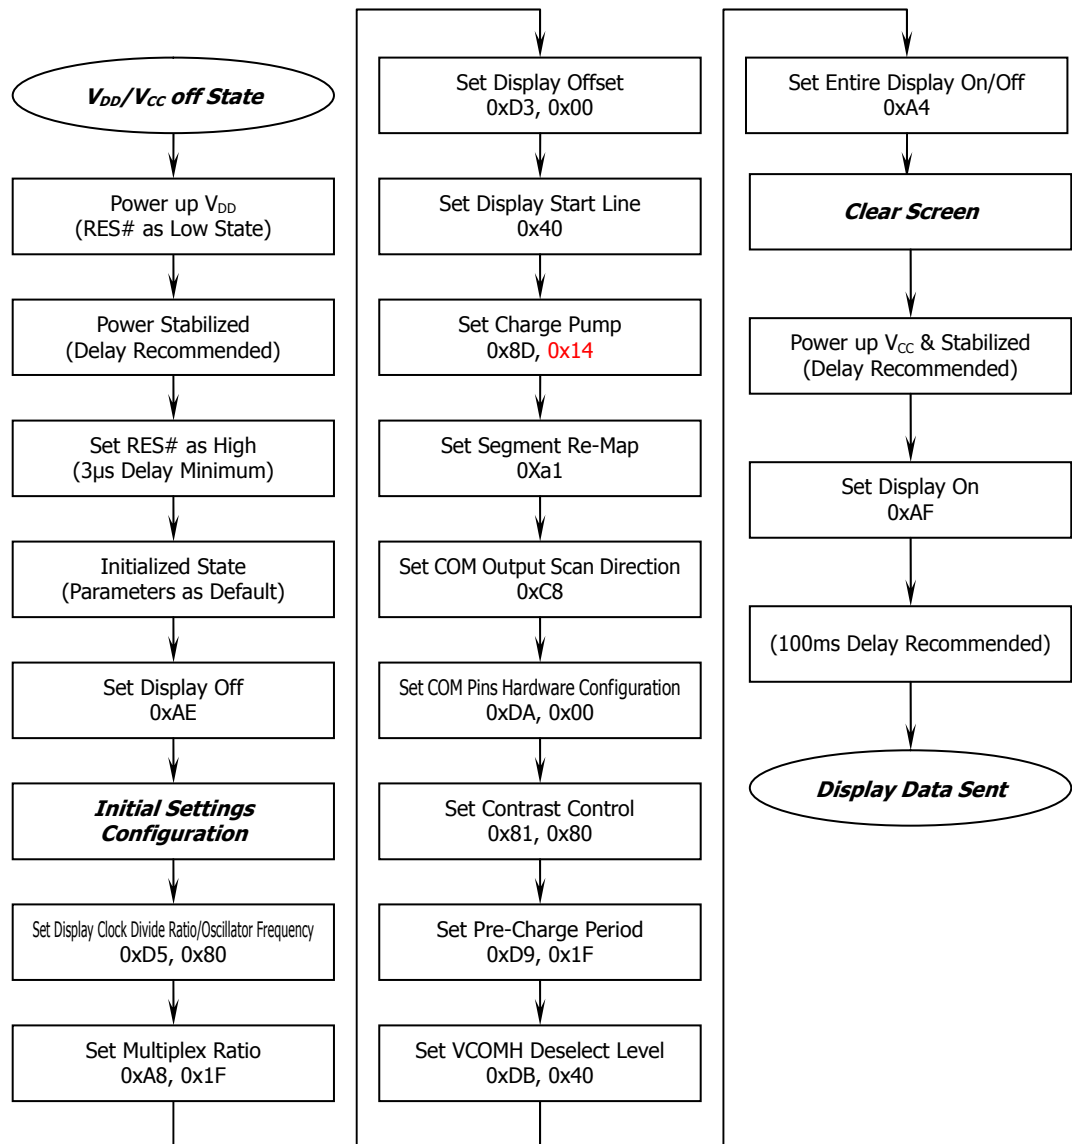 V_DD/V_CC off State
Power up V_DD
(RES# as Low State)
Power Stabilized
(Delay Recommended)
Set RES# as High
(3μs Delay Minimum)
Initialized State
(Parameters as Default)
Set Display Off
0xAE
Initial Settings
Configuration
Set Display Clock Divide Ratio/Oscillator Frequency
0xD5, 0x80
Set Multiplex Ratio
0xA8, 0x1F
Set Display Offset
0xD3, 0x00
Set Display Start Line
0x40
Set Charge Pump
0x8D, 0x14
Set Segment Re-Map
0Xa1
Set COM Output Scan Direction
0xC8
Set COM Pins Hardware Configuration
0xDA, 0x00
Set Contrast Control
0x81, 0x80
Set Pre-Charge Period
0xD9, 0x1F
Set VCOMH Deselect Level
0xDB, 0x40
Set Entire Display On/Off
0xA4
Clear Screen
Power up V_CC & Stabilized
(Delay Recommended)
Set Display On
0xAF
(100ms Delay Recommended)
Display Data Sent